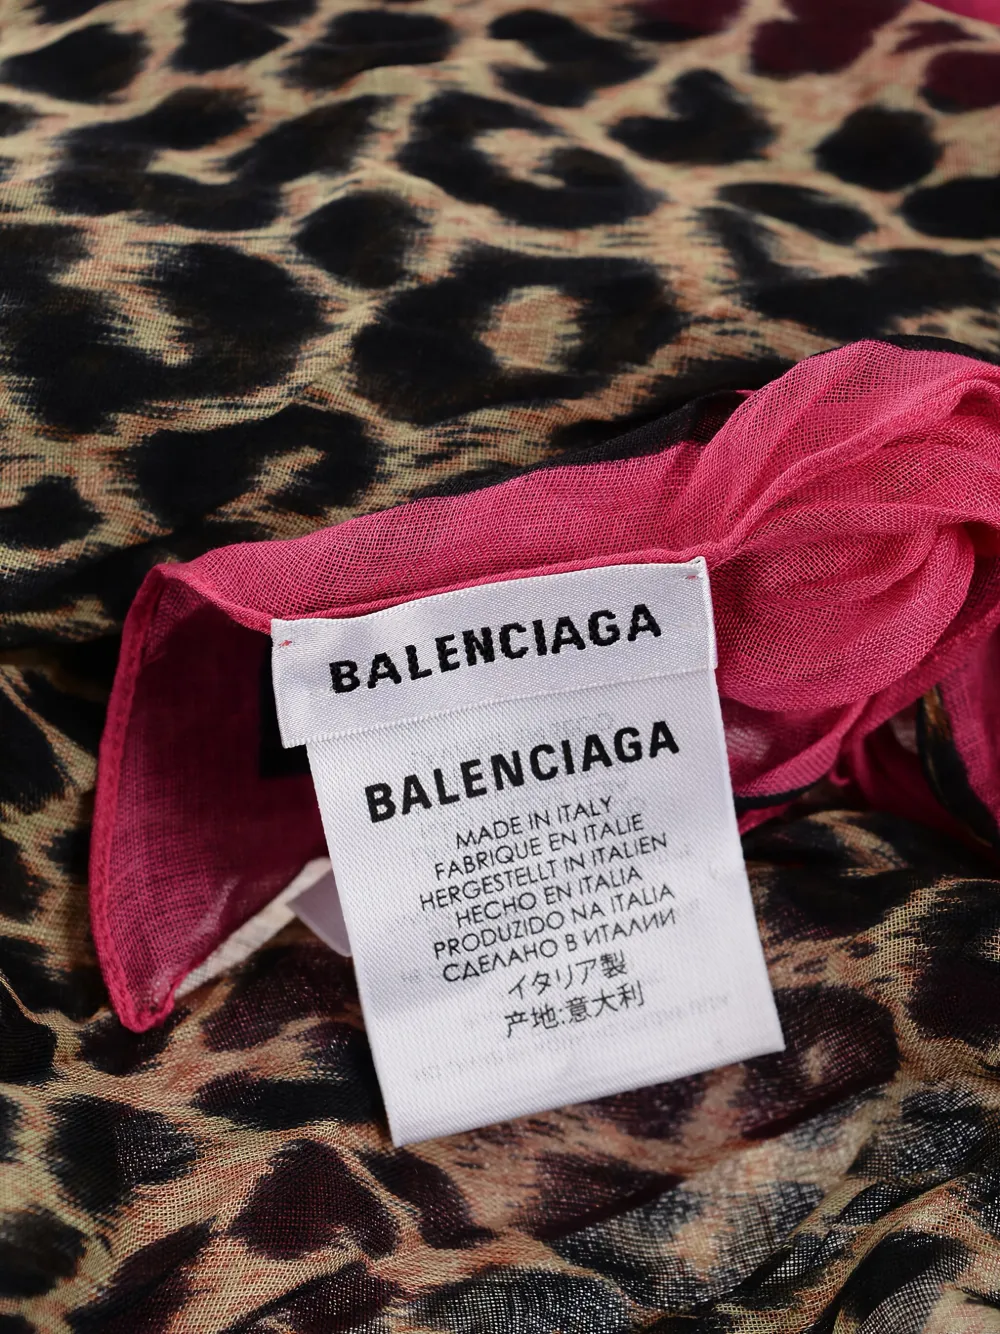 BALENCIAGA
BALENCIAGA
MADE IN ITALY
FABRIQUE EN ITALIE
HERGESTELLT IN ITALIEN
HECHO EN ITALIA
PRODUZIDO NA ITALIA
СДЕЛАНО В ИТАЛИИ
イタリア製
产地:意大利